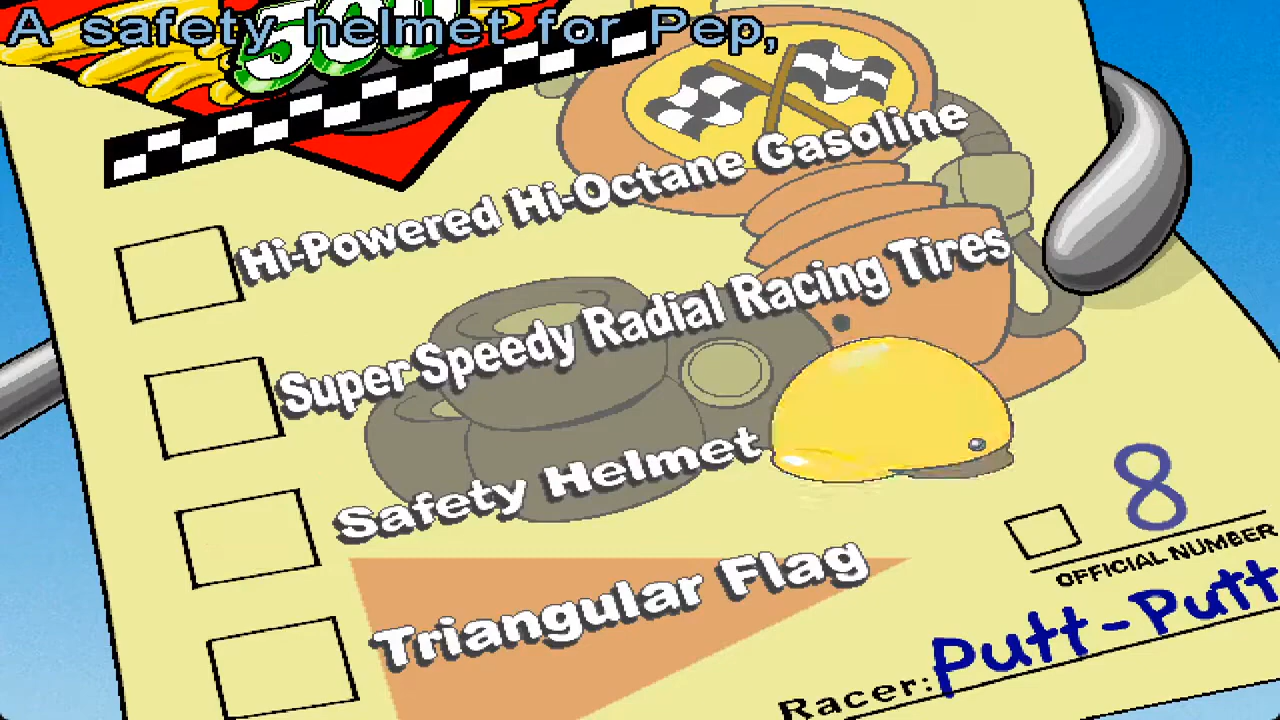 A safety helmet for Pep,
500
Hi-Powered Hi-Octane Gasoline
Super Speedy Radial Racing Tires
Safety Helmet
Triangular Flag
8
OFFICIAL NUMBER
Racer: Putt-Putt